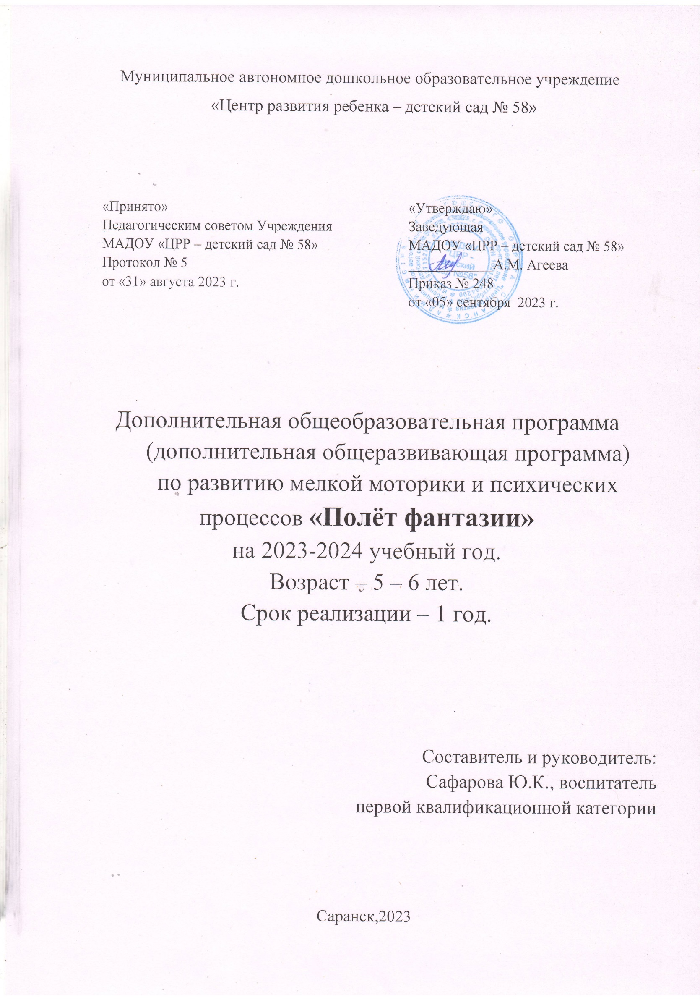 Муниципальное автономное дошкольное образовательное учреждение
«Центр развития ребенка – детский сад № 58»
«Принято»
Педагогическим советом Учреждения
МАДОУ «ЦРР – детский сад № 58»
Протокол № 5
от «31» августа 2023 г.
«Утверждаю»
Заведующая
МАДОУ «ЦРР – детский сад № 58»
____________А.М. Агеева
Приказ № 248
от «05» сентября 2023 г.
Дополнительная общеобразовательная программа
(дополнительная общеразвивающая программа)
по развитию мелкой моторики и психических
процессов «Полёт фантазии»
на 2023-2024 учебный год.
Возраст – 5 – 6 лет.
Срок реализации – 1 год.
Составитель и руководитель:
Сафарова Ю.К., воспитатель
первой квалификационной категории
Саранск,2023